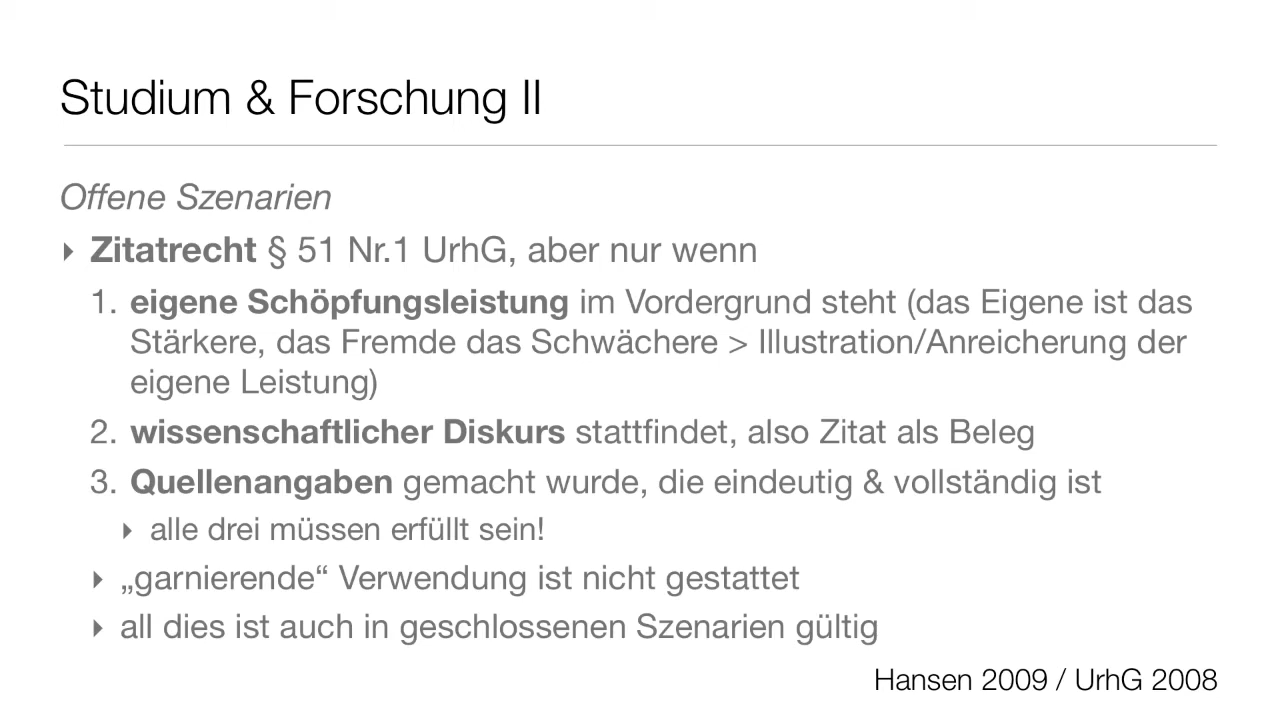 Studium & Forschung II
Offene Szenarien
‣ Zitatrecht § 51 Nr.1 UrhG, aber nur wenn
1. eigene Schöpfungsleistung im Vordergrund steht (das Eigene ist das
Stärkere, das Fremde das Schwächere > Illustration/Anreicherung der
eigene Leistung)
2. wissenschaftlicher Diskurs stattfindet, also Zitat als Beleg
3. Quellenangaben gemacht wurde, die eindeutig & vollständig ist
‣ alle drei müssen erfüllt sein!
‣ „garnierende“ Verwendung ist nicht gestattet
‣ all dies ist auch in geschlossenen Szenarien gültig
Hansen 2009 / UrhG 2008